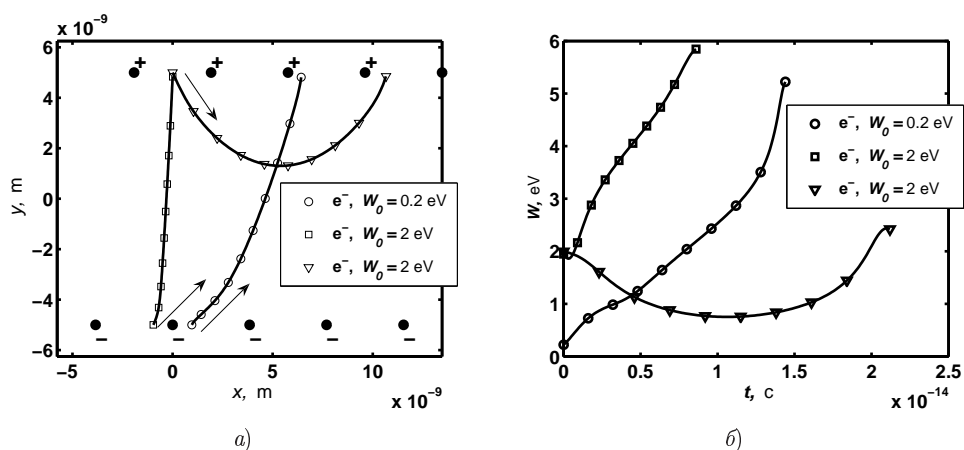 x 10⁻⁹
6
4
2
0
−2
−4
−6
y, m
+ + + +
− − − − −
e⁻, W₀ = 0.2 eV
e⁻, W₀ = 2 eV
e⁻, W₀ = 2 eV
−5 0 5 10
x, m
x 10⁻⁹
а)
6
5
4
3
2
1
0
W, eV
e⁻, W₀ = 0.2 eV
e⁻, W₀ = 2 eV
e⁻, W₀ = 2 eV
0 0.5 1 1.5 2 2.5
t, с
x 10⁻¹⁴
б)